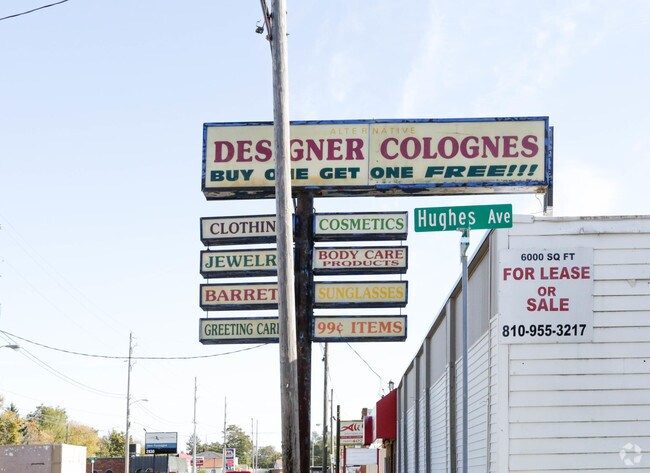 ALTERNATIVE
DESIGNER COLOGNES
BUY ONE GET ONE FREE!!!
CLOTHIN
COSMETICS
JEWELR
BODY CARE
PRODUCTS
BARRET
SUNGLASSES
GREETING CAR
99¢ ITEMS
Hughes Ave
6000 SQ FT
FOR LEASE
OR
SALE
810-955-3217